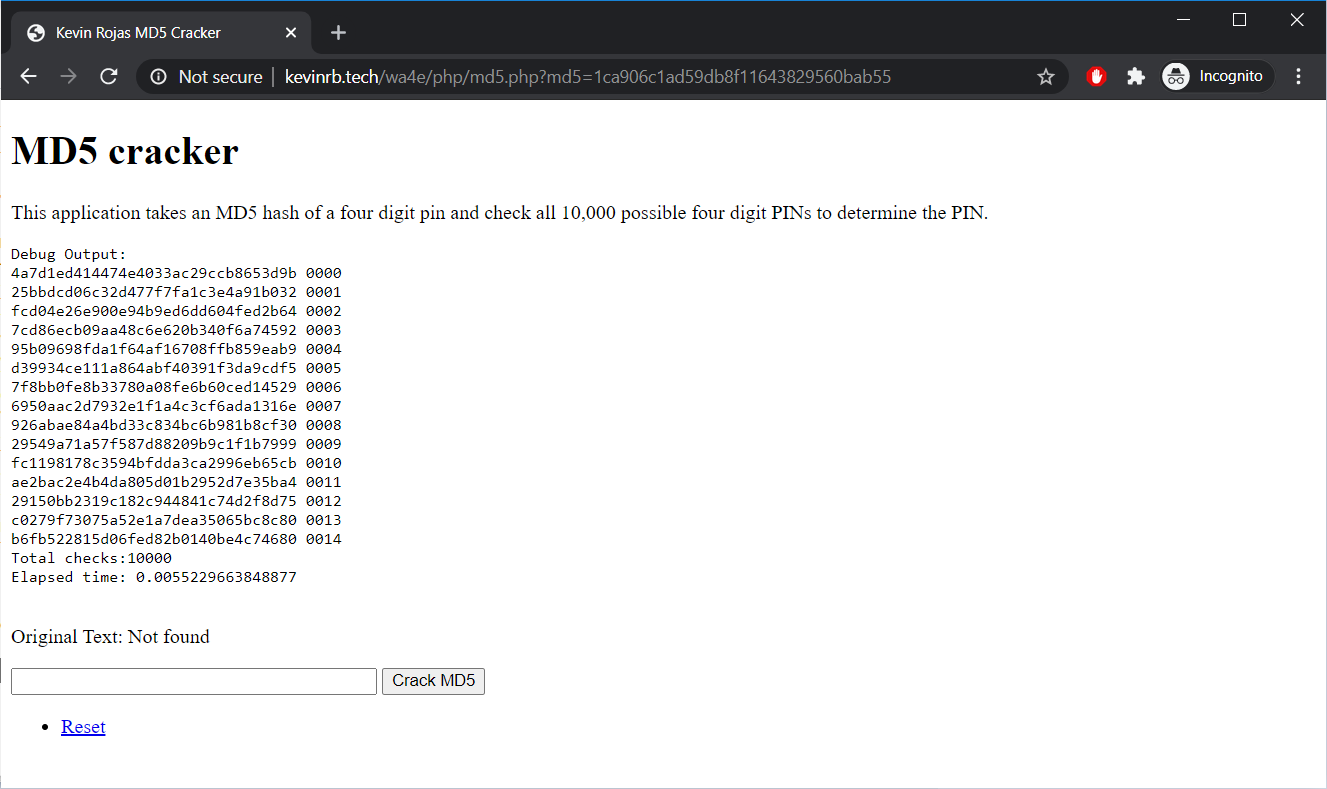 Kevin Rojas MD5 Cracker
Not secure | kevinrb.tech/wa4e/php/md5.php?md5=1ca906c1ad59db8f11643829560bab55
Incognito
MD5 cracker
This application takes an MD5 hash of a four digit pin and check all 10,000 possible four digit PINs to determine the PIN.
Debug Output:
4a7d1ed414474e4033ac29ccb8653d9b 0000
25bbdcd06c32d477f7fa1c3e4a91b032 0001
fcd04e26e900e94b9ed6dd604fed2b64 0002
7cd86ecb09aa48c6e620b340f6a74592 0003
95b09698fda1f64af16708ffb859eab9 0004
d39934ce111a864abf40391f3da9cdf5 0005
7f8bb0fe8b33780a08fe6b60ced14529 0006
6950aac2d7932e1f1a4c3cf6ada1316e 0007
926abae84a4bd33c834bc6b981b8cf30 0008
29549a71a57f587d88209b9c1f1b7999 0009
fc1198178c3594bfdda3ca2996eb65cb 0010
ae2bac2e4b4da805d01b2952d7e35ba4 0011
29150bb2319c182c944841c74d2f8d75 0012
c0279f73075a52e1a7dea35065bc8c80 0013
b6fb522815d06fed82b0140be4c74680 0014
Total checks:10000
Elapsed time: 0.0055229663848877
Original Text: Not found
Crack MD5
Reset